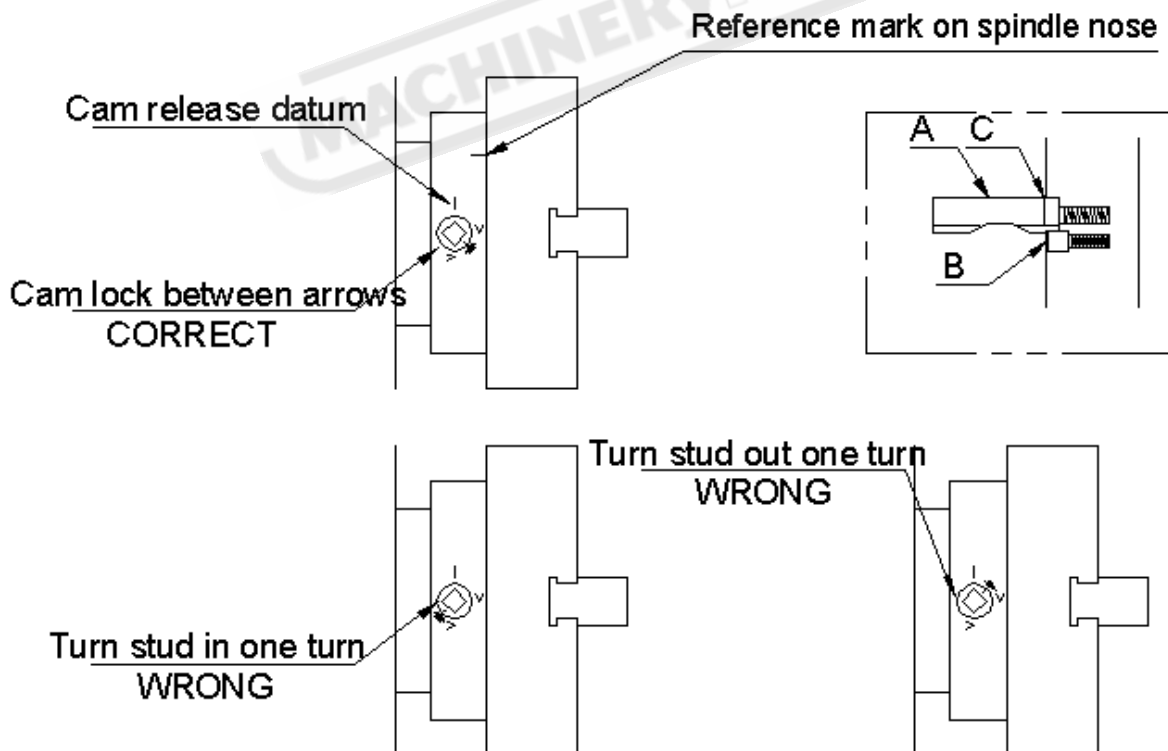 MACHINERY
Reference mark on spindle nose
Cam release datum
A C
B
Cam lock between arrows
CORRECT
Turn stud out one turn
WRONG
Turn stud in one turn
WRONG